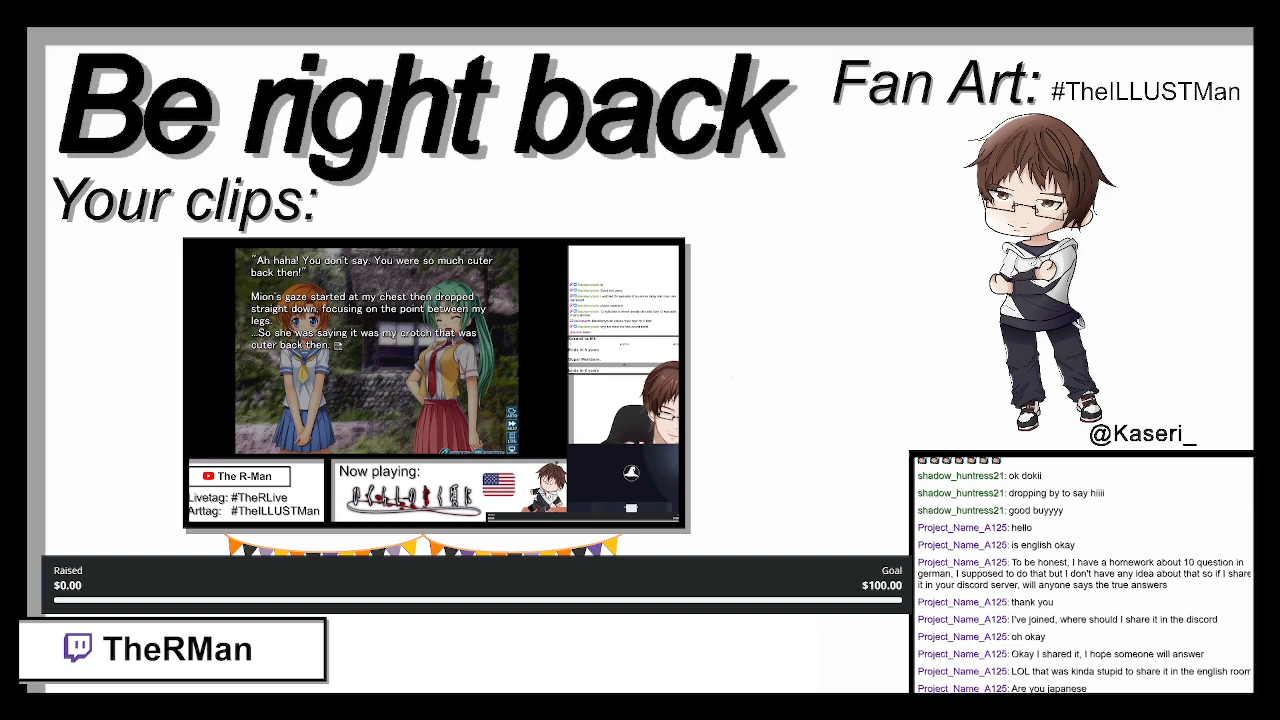 Be right back
Fan Art: #TheILLUSTMan
Your clips:
"Ah haha! You don't say. You were so much cuter
back then!"
Mion's gaze started at my chest then dropped
straight down, focusing on the point between my
legs.
So she was saying it was my crotch that was
cuter back then.
The R-Man
Livetag: #TheRLive
Arttag: #TheILLUSTMan
Now playing:
@Kaseri_
Raised
Goal
$0.00
$100.00
TheRMan
shadow_huntress21: ok dokii
shadow_huntress21: dropping by to say hiiii
shadow_huntress21: good buyyyy
Project_Name_A125: hello
Project_Name_A125: is english okay
Project_Name_A125: To be honest, I have a homework about 10 question in
german, I supposed to do that but I don't have any idea about that so if I share
it in your discord server, will anyone says the true answers
Project_Name_A125: thank you
Project_Name_A125: I've joined, where should I share it in the discord
Project_Name_A125: oh okay
Project_Name_A125: Okay I shared it, I hope someone will answer
Project_Name_A125: LOL that was kinda stupid to share it in the english room
Project_Name_A125: Are you japanese